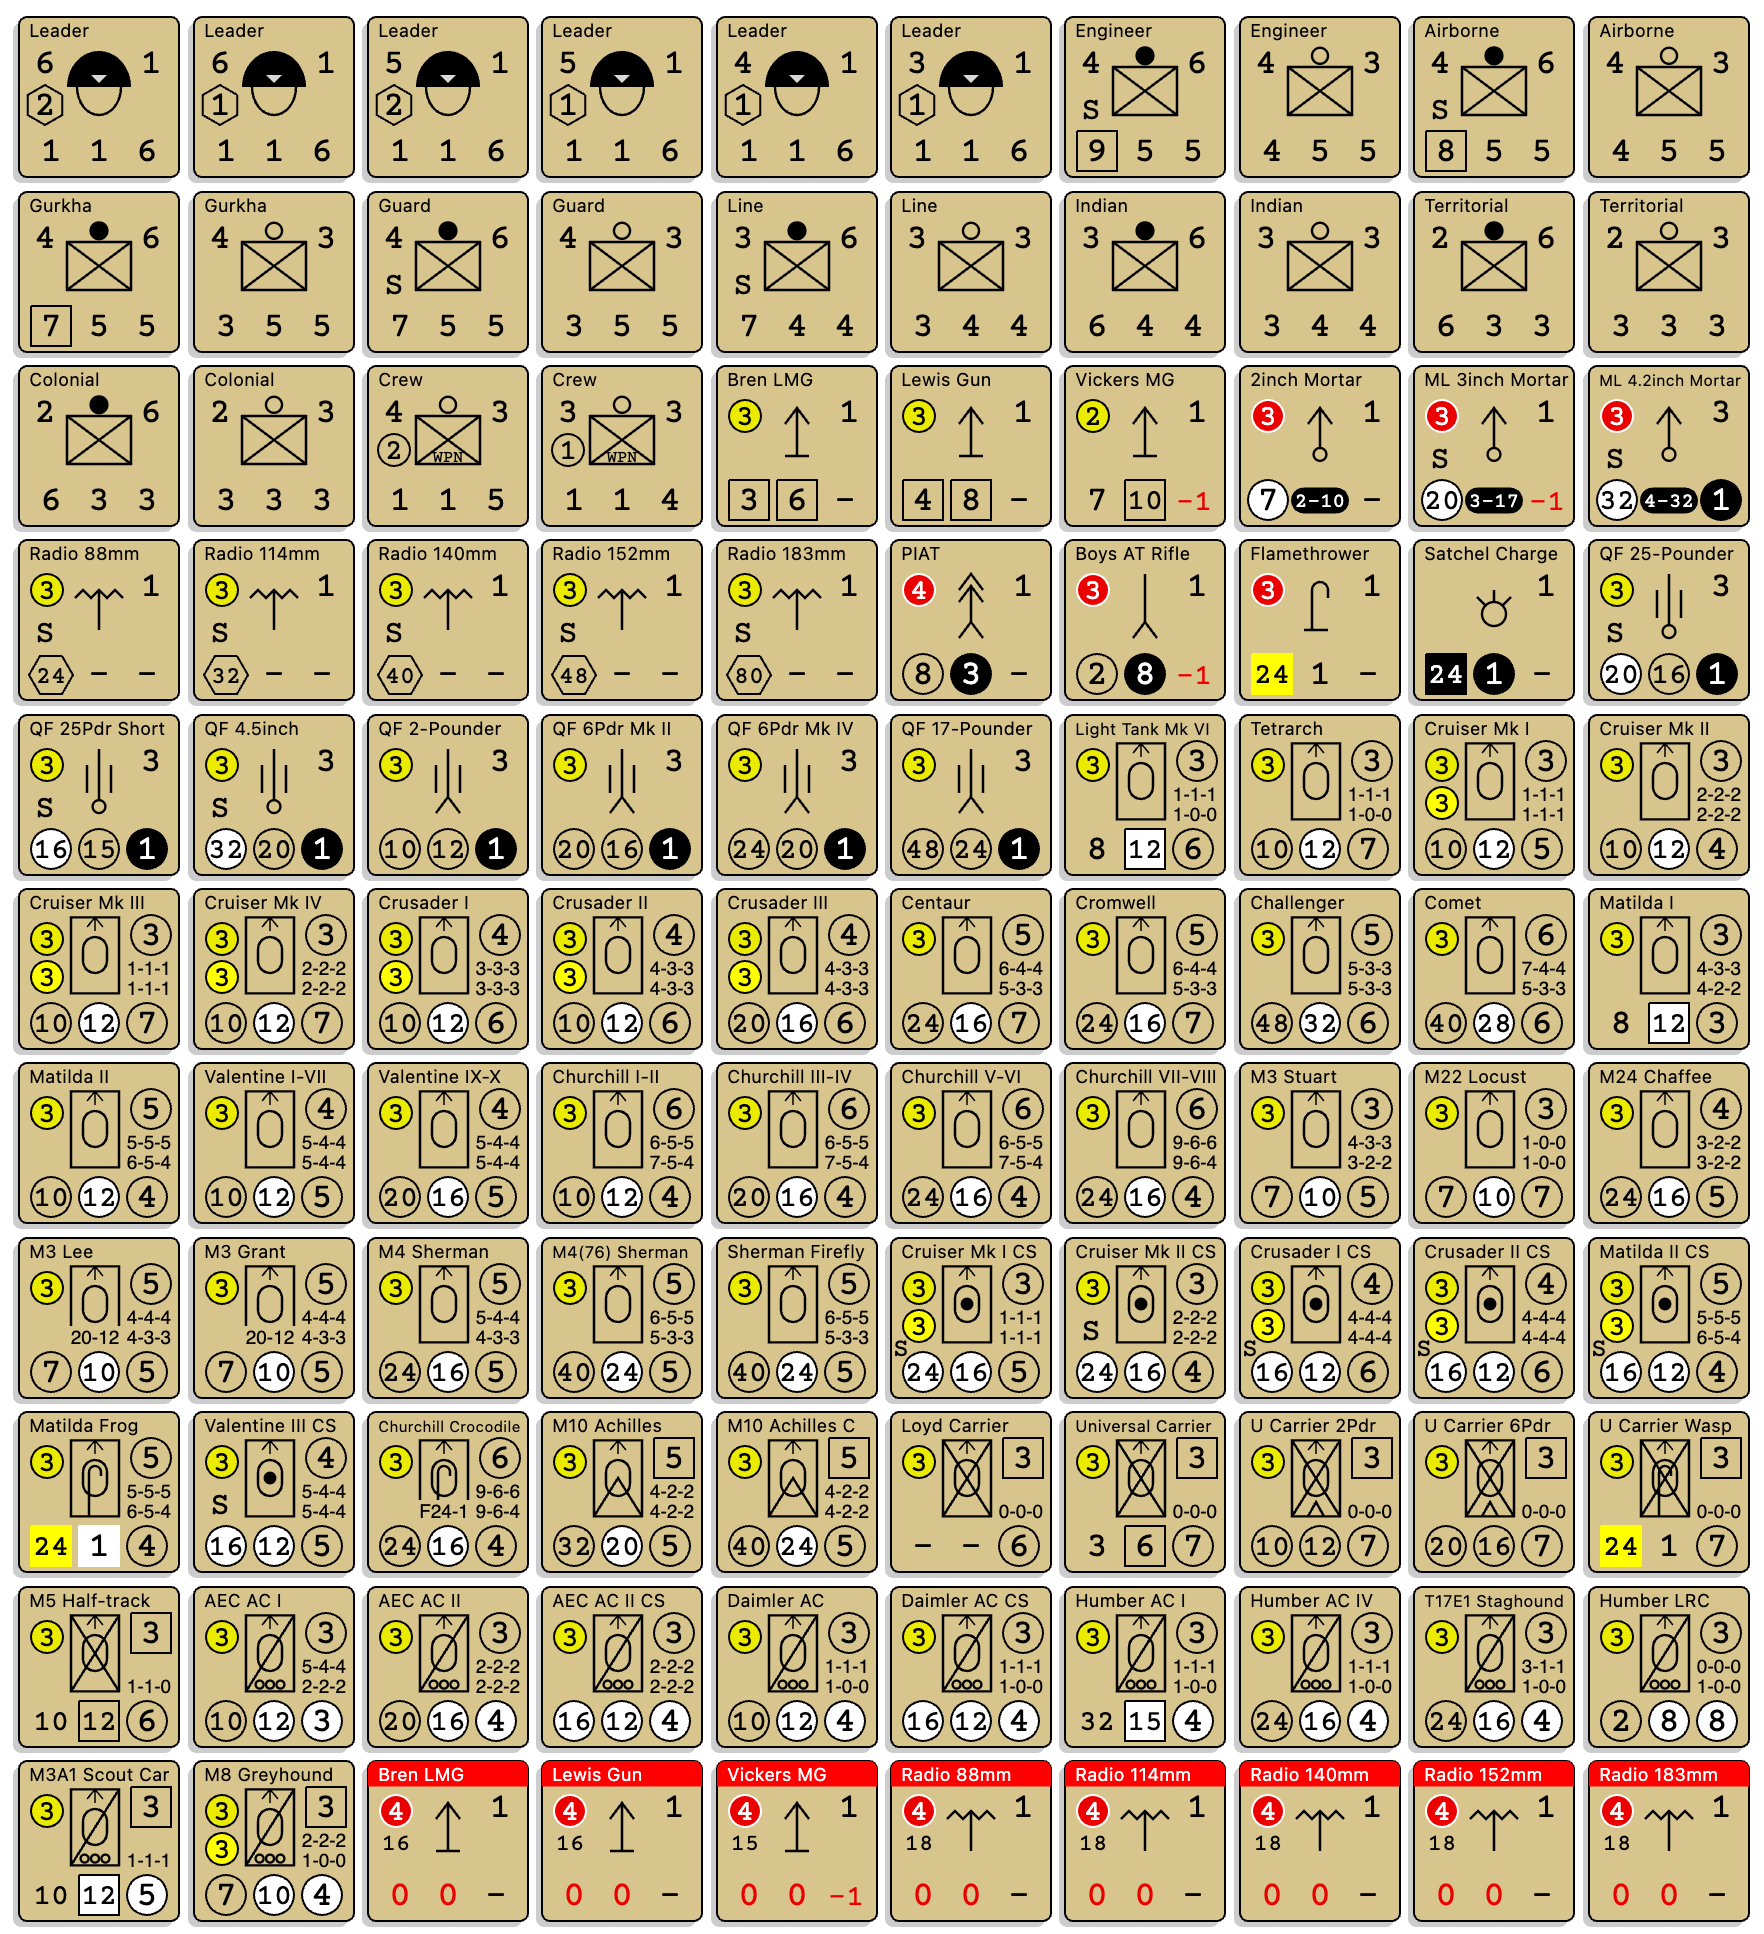 Leader
6 1
2
1 1 6
Leader
6 1
1
1 1 6
Leader
5 1
2
1 1 6
Leader
5 1
1
1 1 6
Leader
4 1
1
1 1 6
Leader
3 1
1
1 1 6
Engineer
4 6
S
9 5 5
Engineer
4 3
4 5 5
Airborne
4 6
S
8 5 5
Airborne
4 3
4 5 5
Gurkha
4 6
7 5 5
Gurkha
4 3
3 5 5
Guard
4 6
S
7 5 5
Guard
4 3
3 5 5
Line
3 6
S
7 4 4
Line
3 3
3 4 4
Indian
3 6
6 4 4
Indian
3 3
3 4 4
Territorial
2 6
6 3 3
Territorial
2 3
3 3 3
Colonial
2 6
6 3 3
Colonial
2 3
3 3 3
Crew
4 3
2 WPN
1 1 5
Crew
3 3
1 WPN
1 1 4
Bren LMG
3 1
3 6 –
Lewis Gun
3 1
4 8 –
Vickers MG
2 1
7 10 –1
2inch Mortar
3 1
7 2–10 –
ML 3inch Mortar
3 1
S
20 3–17 –1
ML 4.2inch Mortar
3 3
S
32 4–32 1
Radio 88mm
3 1
S
24 – –
Radio 114mm
3 1
S
32 – –
Radio 140mm
3 1
S
40 – –
Radio 152mm
3 1
S
48 – –
Radio 183mm
3 1
S
80 – –
PIAT
4 1
8 3 –
Boys AT Rifle
3 1
2 8 –1
Flamethrower
3 1
24 1 –
Satchel Charge
1
24 1 –
QF 25-Pounder
3 3
S
20 16 1
QF 25Pdr Short
3 3
S
16 15 1
QF 4.5inch
3 3
S
32 20 1
QF 2-Pounder
3 3
10 12 1
QF 6Pdr Mk II
3 3
20 16 1
QF 6Pdr Mk IV
3 3
24 20 1
QF 17-Pounder
3 3
48 24 1
Light Tank Mk VI
3 3
1-1-1
1-0-0
8 12 6
Tetrarch
3 3
1-1-1
1-0-0
10 12 7
Cruiser Mk I
3 3
3 1-1-1
1-1-1
10 12 5
Cruiser Mk II
3 3
2-2-2
2-2-2
10 12 4
Cruiser Mk III
3 3
3 1-1-1
1-1-1
10 12 7
Cruiser Mk IV
3 3
3 2-2-2
2-2-2
10 12 7
Crusader I
3 4
3 3-3-3
3-3-3
10 12 6
Crusader II
3 4
3 4-3-3
4-3-3
10 12 6
Crusader III
3 4
3 4-3-3
4-3-3
20 16 6
Centaur
3 5
6-4-4
5-3-3
24 16 7
Cromwell
3 5
6-4-4
5-3-3
24 16 7
Challenger
3 5
5-3-3
5-3-3
48 32 6
Comet
3 6
7-4-4
5-3-3
40 28 6
Matilda I
3 3
4-3-3
4-2-2
8 12 3
Matilda II
3 5
5-5-5
6-5-4
10 12 4
Valentine I-VII
3 4
5-4-4
5-4-4
10 12 5
Valentine IX-X
3 4
5-4-4
5-4-4
20 16 5
Churchill I-II
3 6
6-5-5
7-5-4
10 12 4
Churchill III-IV
3 6
6-5-5
7-5-4
20 16 4
Churchill V-VI
3 6
6-5-5
7-5-4
24 16 4
Churchill VII-VIII
3 6
9-6-6
9-6-4
24 16 4
M3 Stuart
3 3
4-3-3
3-2-2
7 10 5
M22 Locust
3 3
1-0-0
1-0-0
7 10 7
M24 Chaffee
3 4
3-2-2
3-2-2
24 16 5
M3 Lee
3 5
4-4-4
20-12 4-3-3
7 10 5
M3 Grant
3 5
4-4-4
20-12 4-3-3
7 10 5
M4 Sherman
3 5
5-4-4
4-3-3
24 16 5
M4(76) Sherman
3 5
6-5-5
5-3-3
40 24 5
Sherman Firefly
3 5
6-5-5
5-3-3
40 24 5
Cruiser Mk I CS
3 3
3 1-1-1
S 1-1-1
24 16 5
Cruiser Mk II CS
3 3
2-2-2
S 2-2-2
24 16 4
Crusader I CS
3 4
3 4-4-4
S 4-4-4
16 12 6
Crusader II CS
3 4
3 4-4-4
S 4-4-4
16 12 6
Matilda II CS
3 5
3 5-5-5
S 6-5-4
16 12 4
Matilda Frog
3 5
5-5-5
6-5-4
24 1 4
Valentine III CS
3 4
5-4-4
S 5-4-4
16 12 5
Churchill Crocodile
3 6
9-6-6
F24-1 9-6-4
24 16 4
M10 Achilles
3 5
4-2-2
4-2-2
32 20 5
M10 Achilles C
3 5
4-2-2
4-2-2
40 24 5
Loyd Carrier
3 3
0-0-0
– – 6
Universal Carrier
3 3
0-0-0
3 6 7
U Carrier 2Pdr
3 3
0-0-0
10 12 7
U Carrier 6Pdr
3 3
0-0-0
20 16 7
U Carrier Wasp
3 3
0-0-0
24 1 7
M5 Half-track
3 3
1-1-0
10 12 6
AEC AC I
3 3
5-4-4
2-2-2
10 12 3
AEC AC II
3 3
2-2-2
2-2-2
20 16 4
AEC AC II CS
3 3
2-2-2
2-2-2
16 12 4
Daimler AC
3 3
1-1-1
1-0-0
10 12 4
Daimler AC CS
3 3
1-1-1
1-0-0
16 12 4
Humber AC I
3 3
1-1-1
1-0-0
32 15 4
Humber AC IV
3 3
1-1-1
1-0-0
24 16 4
T17E1 Staghound
3 3
3-1-1
1-0-0
24 16 4
Humber LRC
3 3
0-0-0
1-0-0
2 8 8
M3A1 Scout Car
3 3
1-1-1
10 12 5
M8 Greyhound
3 3
3 2-2-2
1-0-0
7 10 4
Bren LMG
4 1
16
0 0 –
Lewis Gun
4 1
16
0 0 –
Vickers MG
4 1
15
0 0 –1
Radio 88mm
4 1
18
0 0 –
Radio 114mm
4 1
18
0 0 –
Radio 140mm
4 1
18
0 0 –
Radio 152mm
4 1
18
0 0 –
Radio 183mm
4 1
18
0 0 –